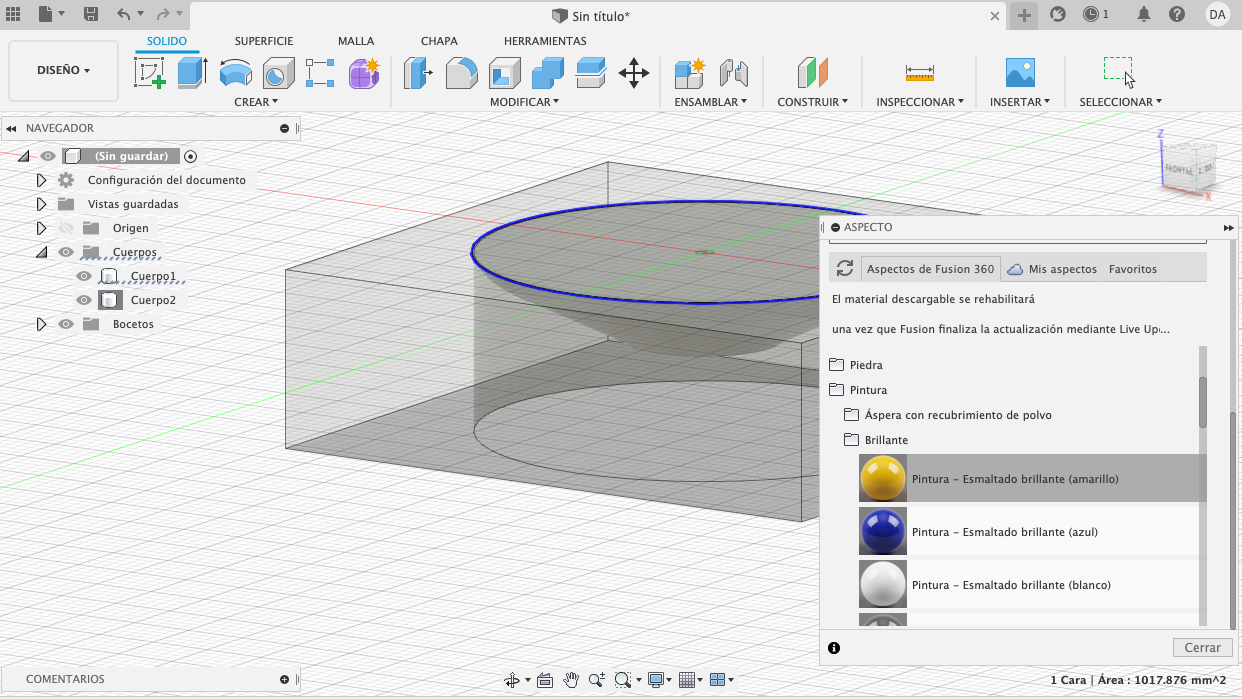 Sin título*
1
DA
DISEÑO
SOLIDO
SUPERFICIE
MALLA
CHAPA
HERRAMIENTAS
CREAR
MODIFICAR
ENSAMBLAR
CONSTRUIR
INSPECCIONAR
INSERTAR
SELECCIONAR
NAVEGADOR
(Sin guardar)
Configuración del documento
Vistas guardadas
Origen
Cuerpos
Cuerpo1
Cuerpo2
Bocetos
Z
FRONTAL
X
ASPECTO
Aspectos de Fusion 360
Mis aspectos
Favoritos
El material descargable se rehabilitará
una vez que Fusion finaliza la actualización mediante Live Up...
Piedra
Pintura
Áspera con recubrimiento de polvo
Brillante
Pintura - Esmaltado brillante (amarillo)
Pintura - Esmaltado brillante (azul)
Pintura - Esmaltado brillante (blanco)
Cerrar
COMENTARIOS
1 Cara | Área : 1017.876 mm^2